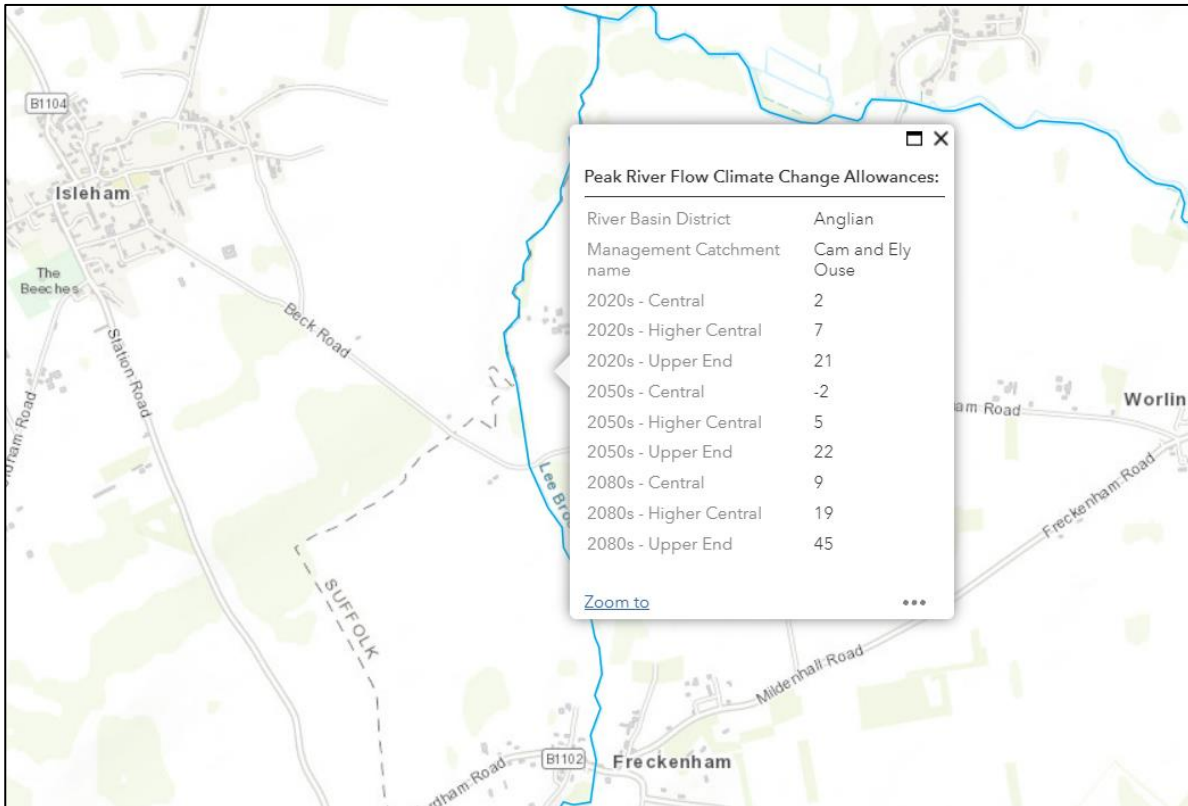 B1104
Isleham
The
Beeches
Beck Road
Station Road
SUFFOLK
Peak River Flow Climate Change Allowances:
River Basin District Anglian
Management Catchment Cam and Ely
name Ouse
2020s - Central 2
2020s - Higher Central 7
2020s - Upper End 21
2050s - Central -2
2050s - Higher Central 5
2050s - Upper End 22
2080s - Central 9
2080s - Higher Central 19
2080s - Upper End 45
Zoom to
Lee Broo
am Road
Worlin
Freckenham Road
Mildenhall Road
B1102
Freckenham
rdham Road